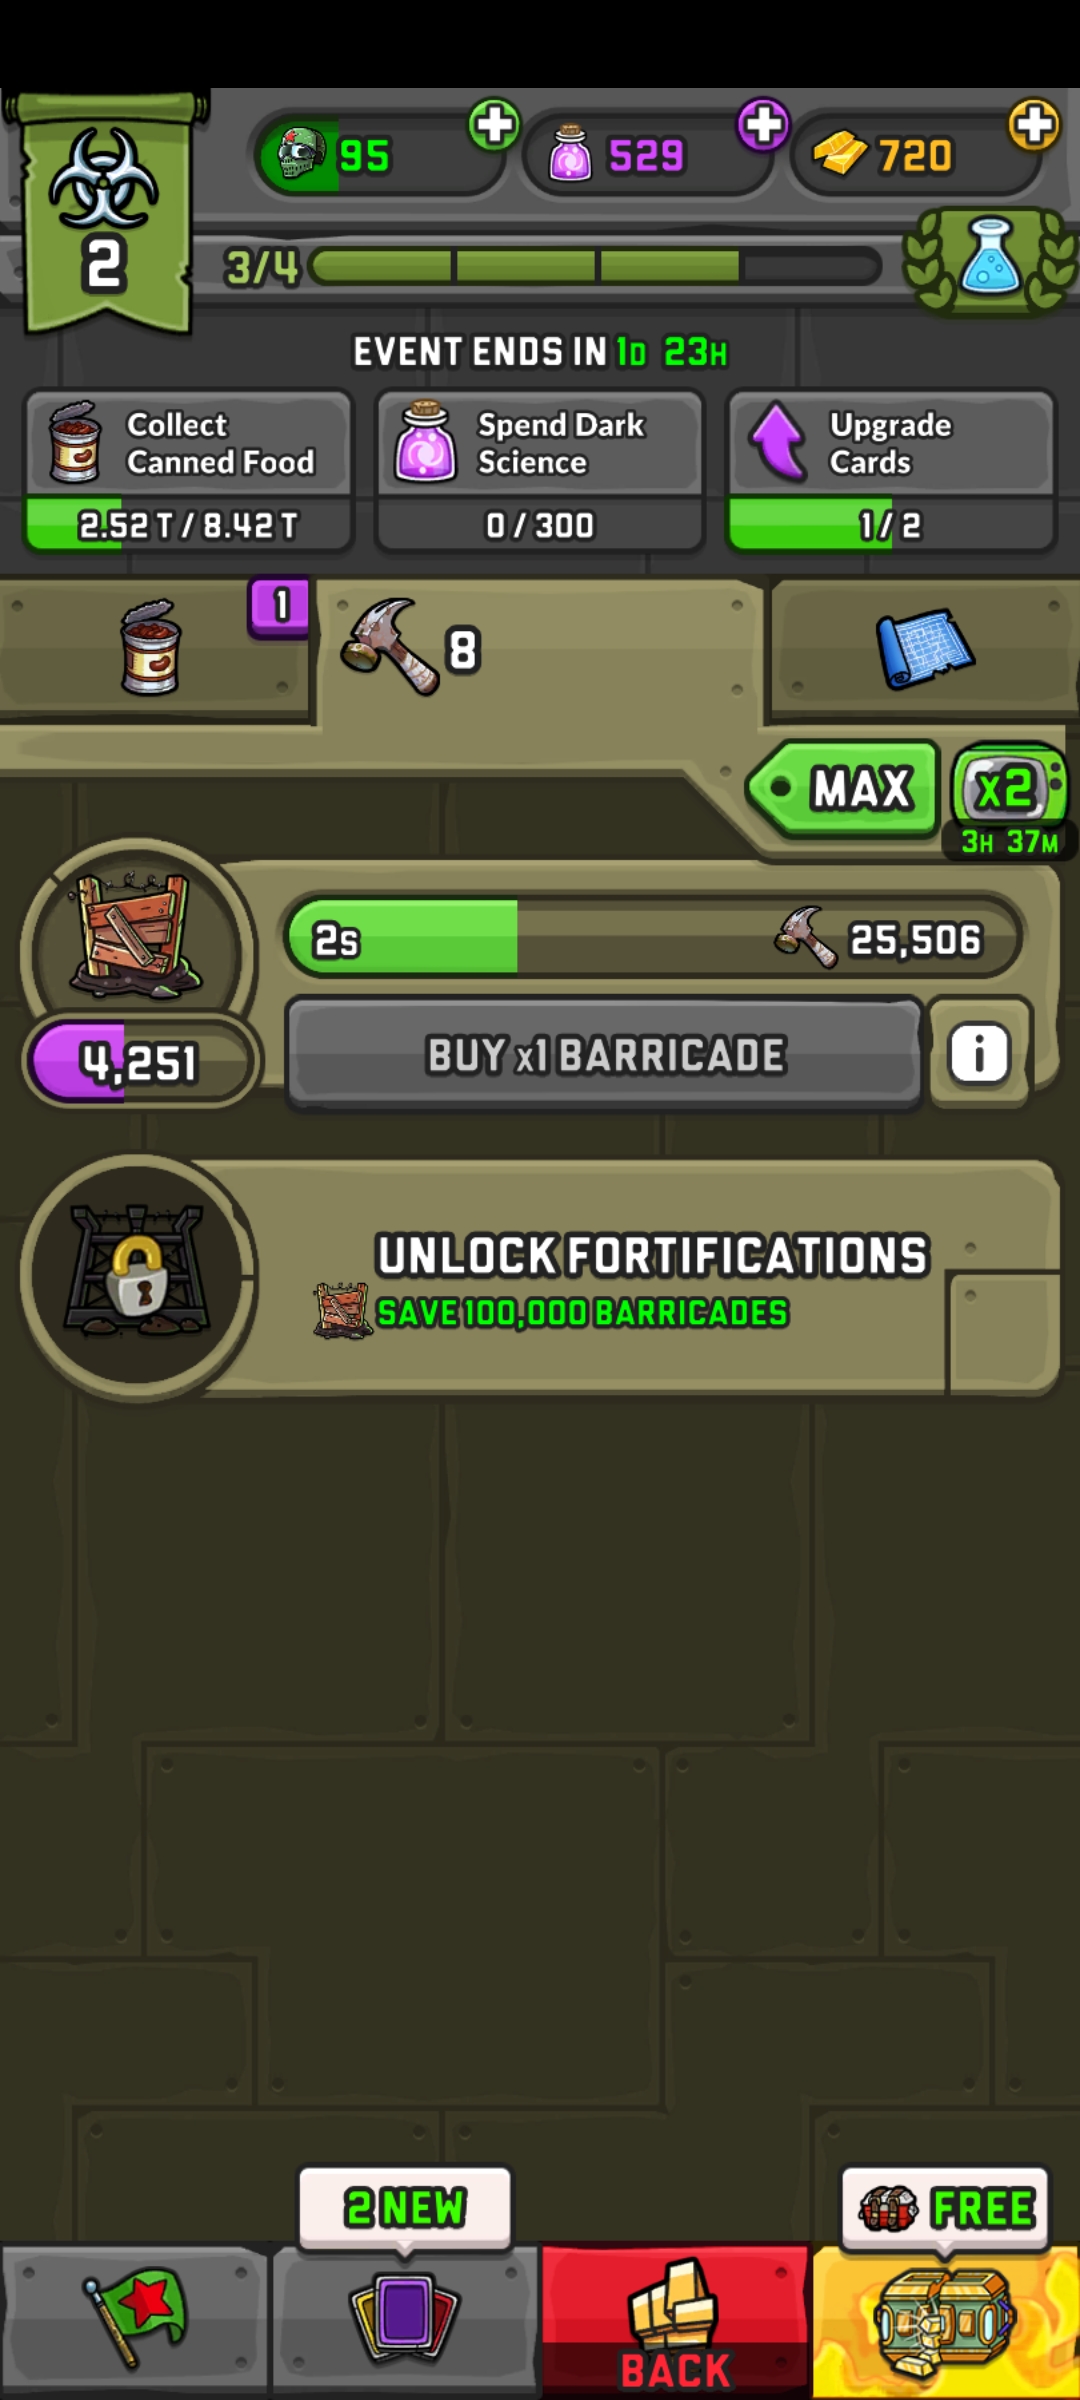 95
529
720
2
3/4
EVENT ENDS IN 1D 23H
Collect
Canned Food
2.52 T / 8.42 T
Spend Dark
Science
0 / 300
Upgrade
Cards
1 / 2
1
8
MAX
x2
3H 37M
2s
25,506
4,251
BUY x1 BARRICADE
i
UNLOCK FORTIFICATIONS
SAVE 100,000 BARRICADES
2 NEW
FREE
BACK